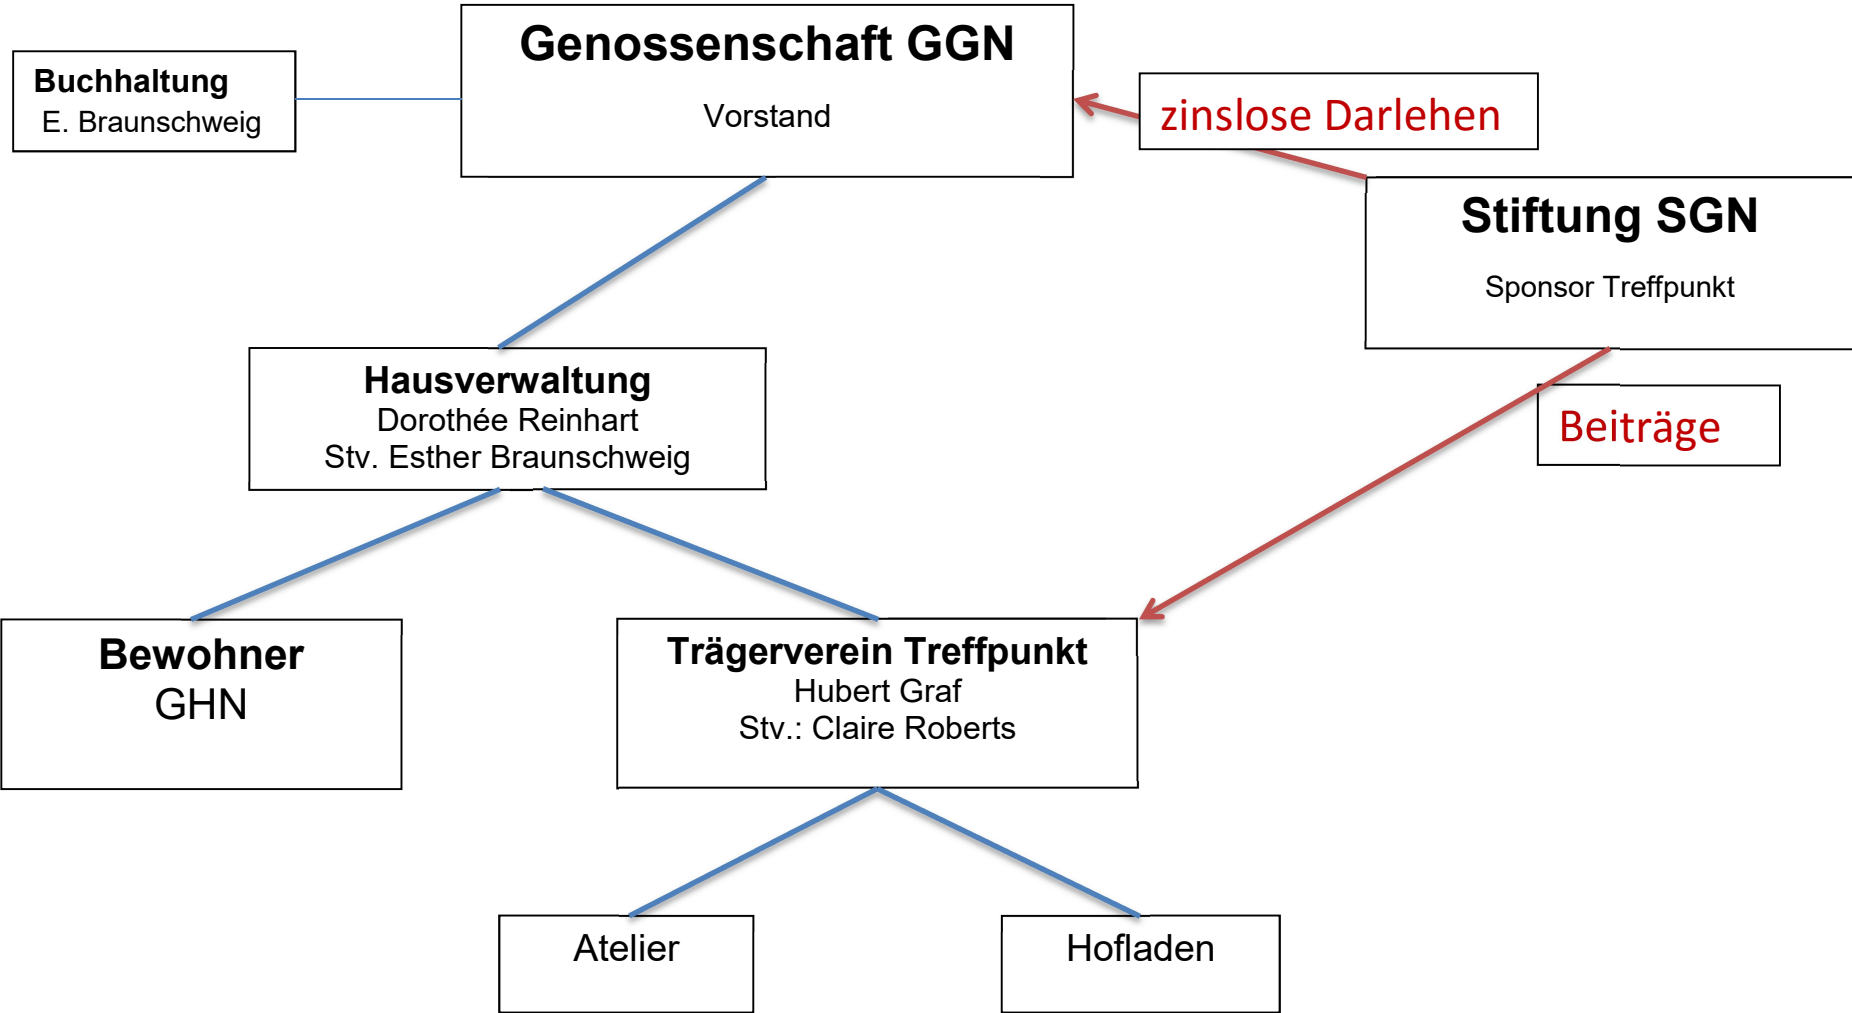 Genossenschaft GGN
Vorstand
Buchhaltung
E. Braunschweig
zinslose Darlehen
Stiftung SGN
Sponsor Treffpunkt
Hausverwaltung
Dorothée Reinhart
Stv. Esther Braunschweig
Beiträge
Bewohner
GHN
Trägerverein Treffpunkt
Hubert Graf
Stv.: Claire Roberts
Atelier
Hofladen